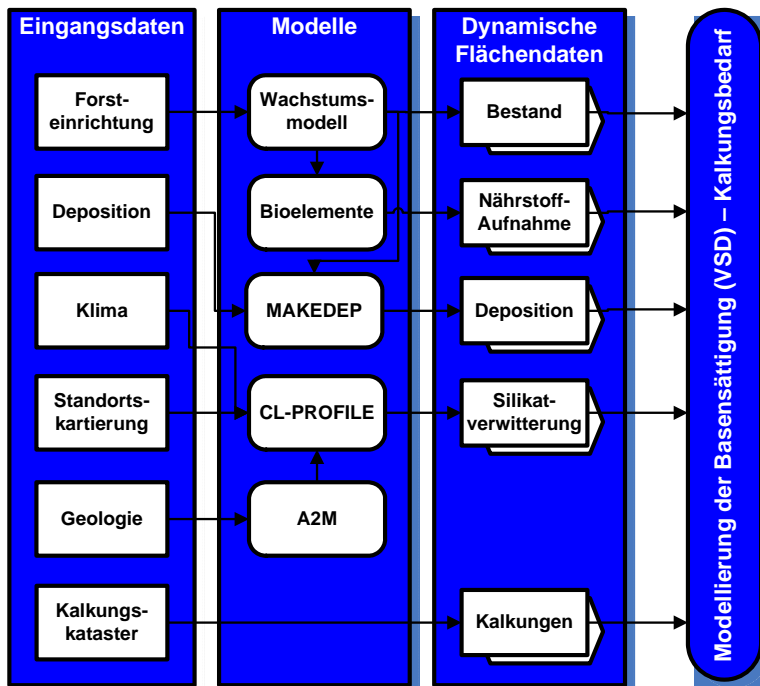 Eingangsdaten
Modelle
Dynamische
Flächendaten
Forst-
einrichtung
Wachstums-
modell
Bestand
Deposition
Bioelemente
Nährstoff-
Aufnahme
Klima
MAKEDEP
Deposition
Standorts-
kartierung
CL-PROFILE
Silikat-
verwitterung
Geologie
A2M
Kalkungs-
kataster
Kalkungen
Modellierung der Basensättigung (VSD) – Kalkungsbedarf